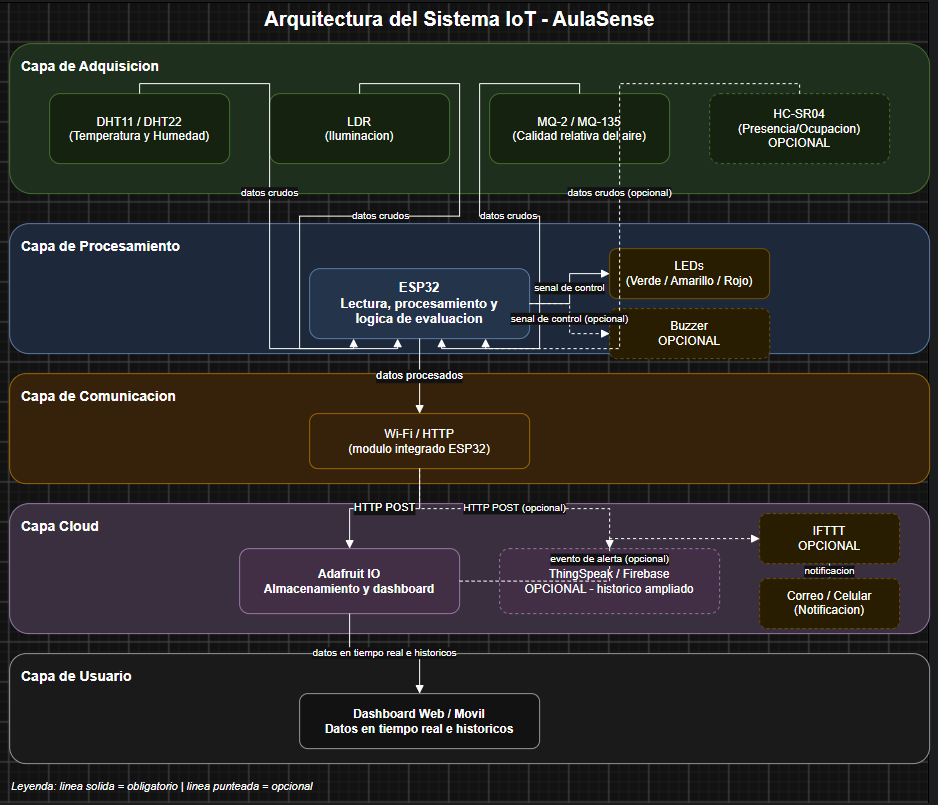 Arquitectura del Sistema IoT - AulaSense
Capa de Adquisicion
DHT11 / DHT22
(Temperatura y Humedad)
LDR
(Iluminacion)
MQ-2 / MQ-135
(Calidad relativa del aire)
HC-SR04
(Presencia/Ocupacion)
OPCIONAL
datos crudos
datos crudos (opcional)
datos crudos
datos crudos
Capa de Procesamiento
ESP32
Lectura, procesamiento y
logica de evaluacion
LEDs
(Verde / Amarillo / Rojo)
senal de control
senal de control (opcional)
Buzzer
OPCIONAL
datos procesados
Capa de Comunicacion
Wi-Fi / HTTP
(modulo integrado ESP32)
HTTP POST
HTTP POST (opcional)
Capa Cloud
IFTTT
OPCIONAL
evento de alerta (opcional)
notificacion
Adafruit IO
Almacenamiento y dashboard
ThingSpeak / Firebase
OPCIONAL - historico ampliado
Correo / Celular
(Notificacion)
datos en tiempo real e historicos
Capa de Usuario
Dashboard Web / Movil
Datos en tiempo real e historicos
Leyenda: linea solida = obligatorio | linea punteada = opcional